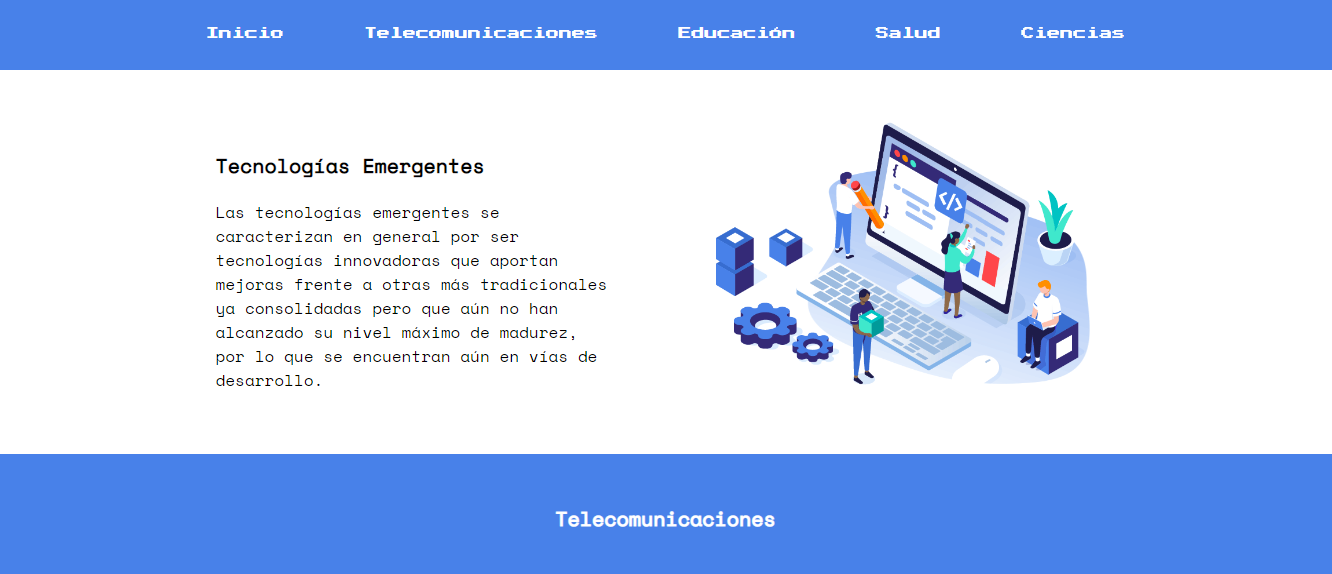 Inicio Telecomunicaciones Educación Salud Ciencias
Tecnologías Emergentes
Las tecnologías emergentes se
caracterizan en general por ser
tecnologías innovadoras que aportan
mejoras frente a otras más tradicionales
ya consolidadas pero que aún no han
alcanzado su nivel máximo de madurez,
por lo que se encuentran aún en vías de
desarrollo.
{
</>
}
Telecomunicaciones